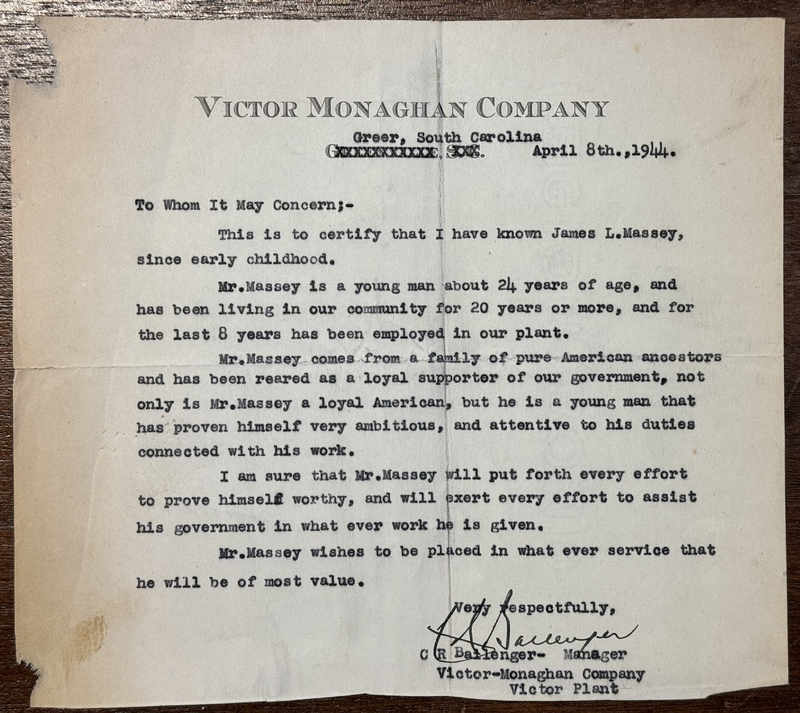 VICTOR MONAGHAN COMPANY
Greer, South Carolina
GXXXXXXXXXX, SXX. April 8th.,1944.
To Whom It May Concern;-
This is to certify that I have known James L.Massey,
since early childhood.
Mr.Massey is a young man about 24 years of age, and
has been living in our community for 20 years or more, and for
the last 8 years has been employed in our plant.
Mr.Massey comes from a family of pure American ancestors
and has been reared as a loyal supporter of our government, not
only is Mr.Massey a loyal American, but he is a young man that
has proven himself very ambitious, and attentive to his duties
connected with his work.
I am sure that Mr.Massey will put forth every effort
to prove himself worthy, and will exert every effort to assist
his government in what ever work he is given.
Mr.Massey wishes to be placed in what ever service that
he will be of most value.
Very respectfully,
C R Ballenger
C R Ballenger- Manager
Victor-Monaghan Company
Victor Plant